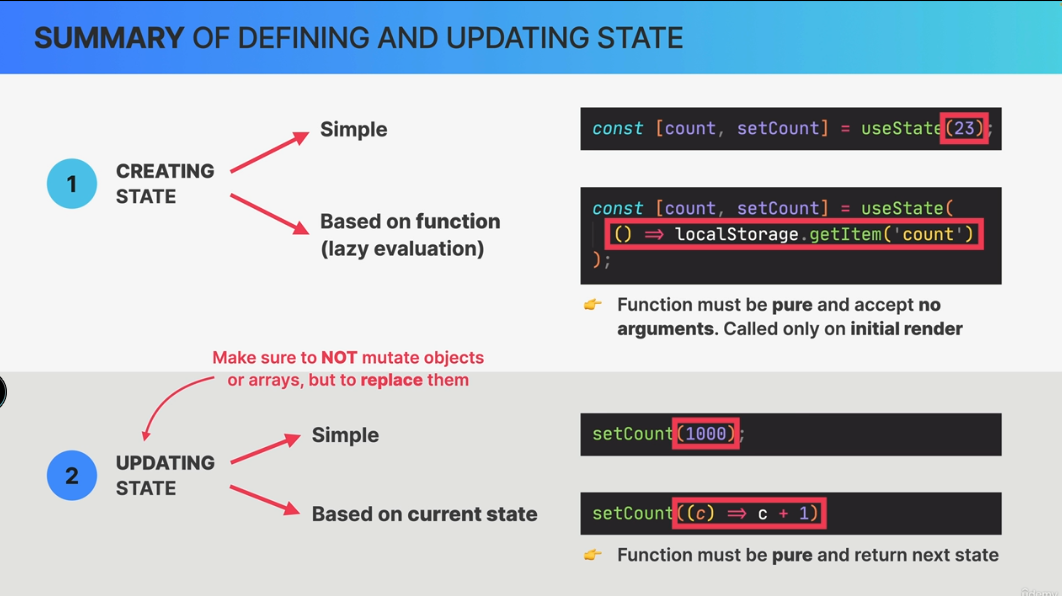 SUMMARY OF DEFINING AND UPDATING STATE
1
CREATING
STATE
Simple
const [count, setCount] = useState(23);
Based on function
(lazy evaluation)
const [count, setCount] = useState(
() => localStorage.getItem('count')
);
👉 Function must be pure and accept no
arguments. Called only on initial render
Make sure to NOT mutate objects
or arrays, but to replace them
2
UPDATING
STATE
Simple
setCount(1000);
Based on current state
setCount((c) => c + 1)
👉 Function must be pure and return next state